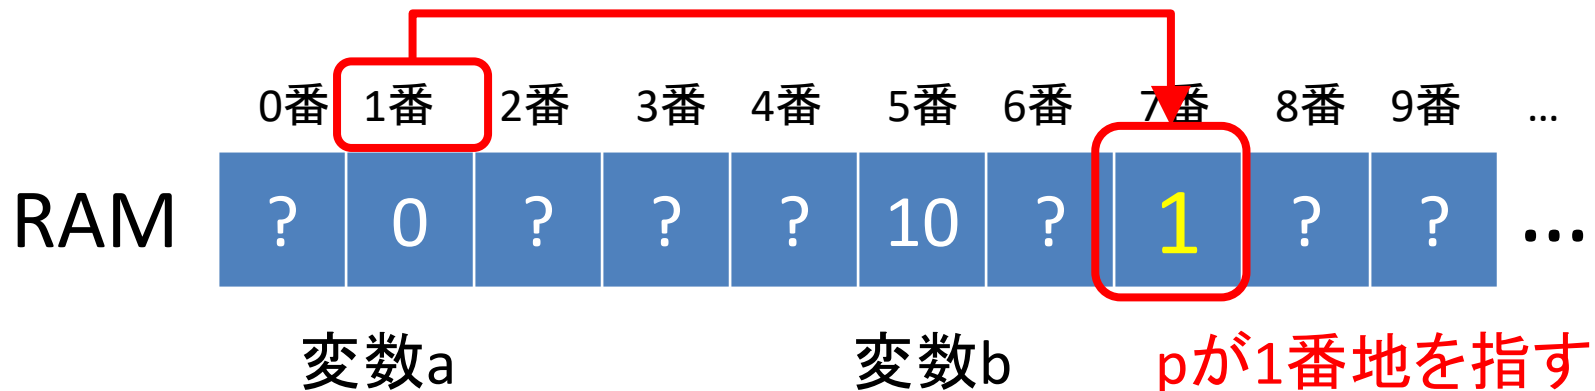 0番 1番 2番 3番 4番 5番 6番 7番 8番 9番 ...
RAM ? 0 ? ? ? 10 ? 1 ? ? ...
変数a 変数b pが1番地を指す